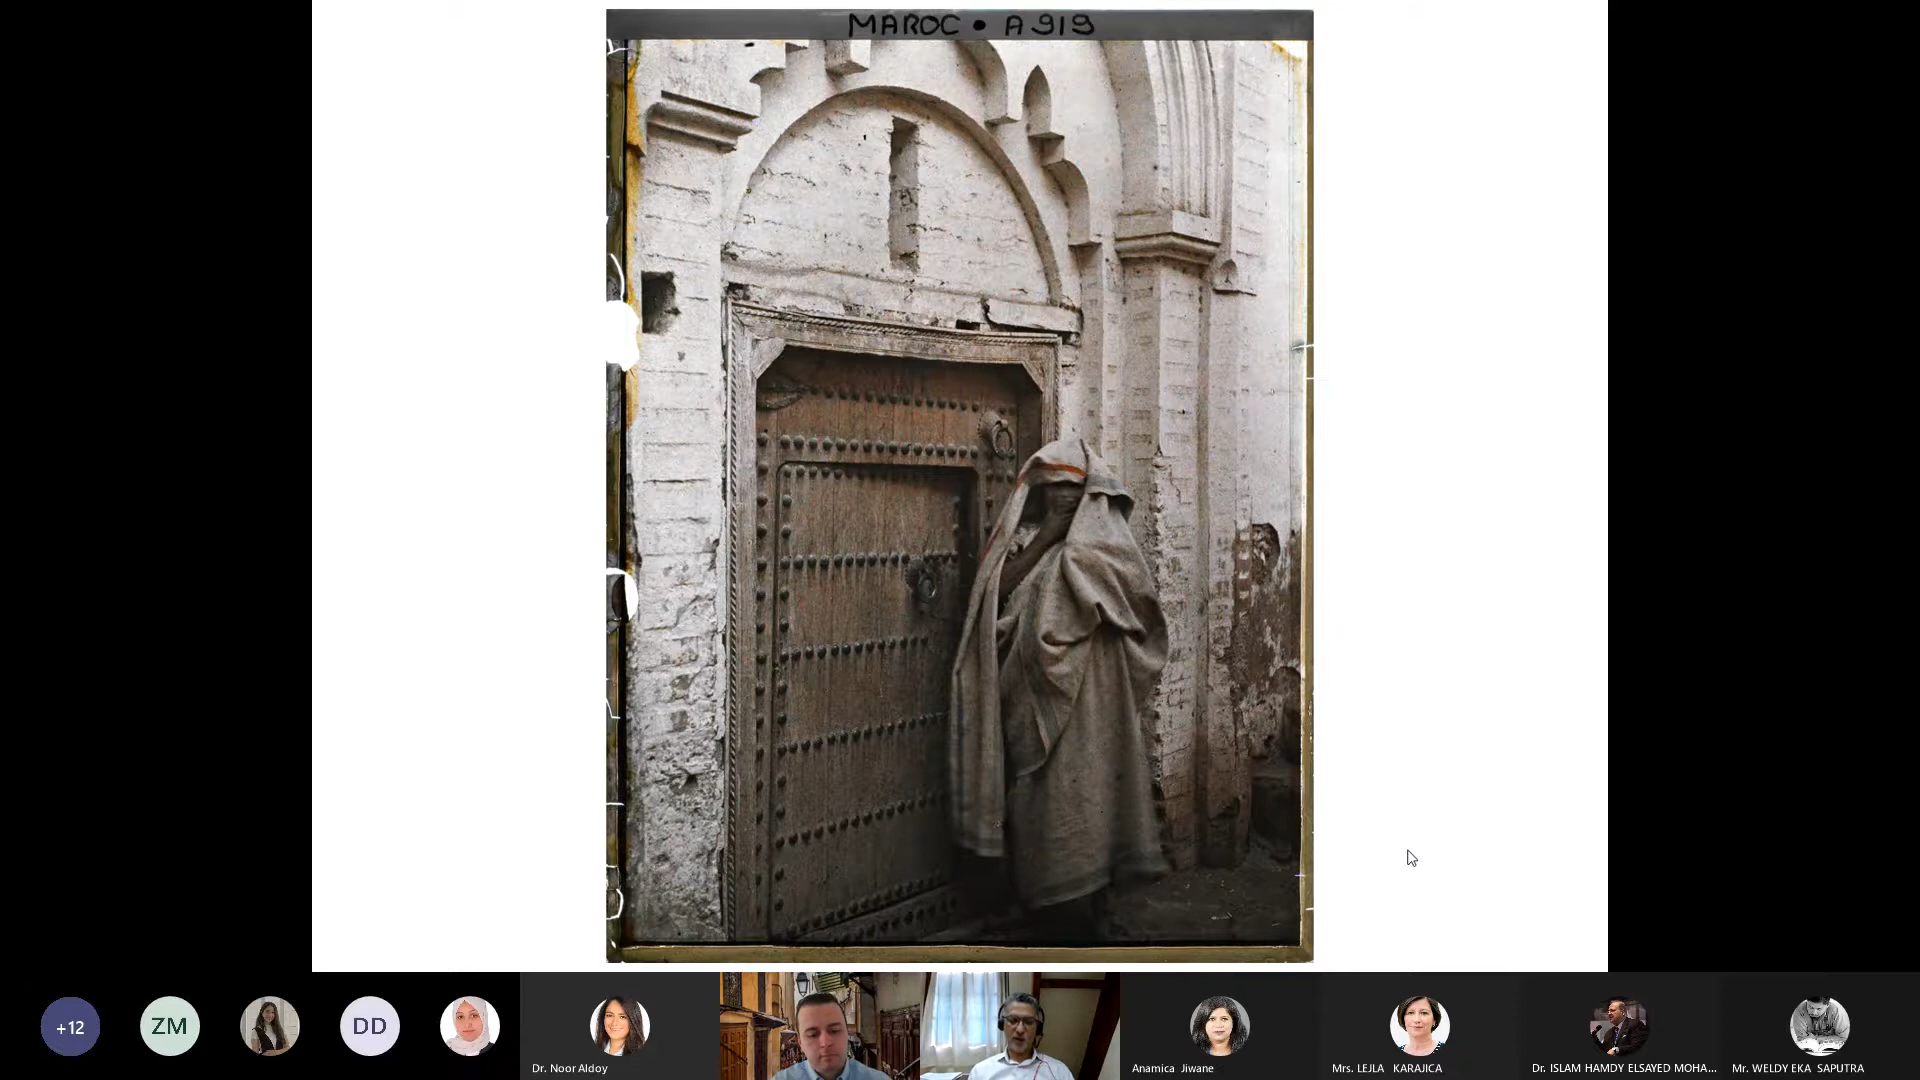 MAROC • A919
+12
ZM
DD
Dr. Noor Aldoy
Anamica Jiwane
Mrs. LEJLA KARAJICA
Dr. ISLAM HAMDY ELSAYED MOHA...
Mr. WELDY EKA SAPUTRA